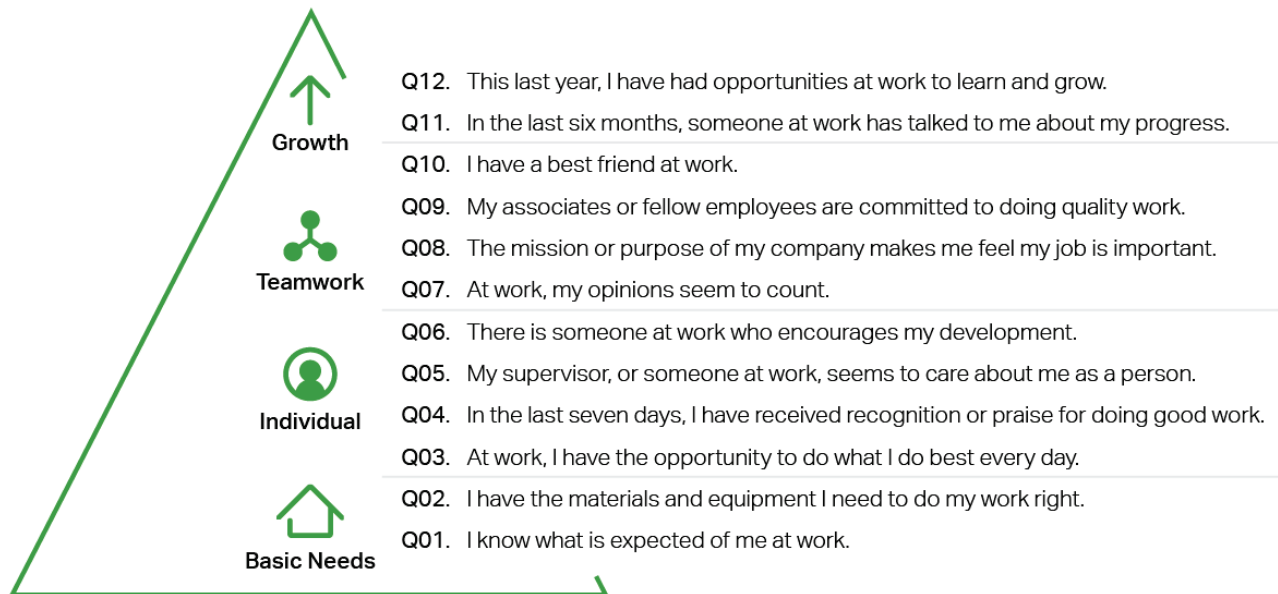 Q12. This last year, I have had opportunities at work to learn and grow.
Q11. In the last six months, someone at work has talked to me about my progress.
Growth
Q10. I have a best friend at work.
Q09. My associates or fellow employees are committed to doing quality work.
Q08. The mission or purpose of my company makes me feel my job is important.
Teamwork
Q07. At work, my opinions seem to count.
Q06. There is someone at work who encourages my development.
Q05. My supervisor, or someone at work, seems to care about me as a person.
Q04. In the last seven days, I have received recognition or praise for doing good work.
Individual
Q03. At work, I have the opportunity to do what I do best every day.
Q02. I have the materials and equipment I need to do my work right.
Q01. I know what is expected of me at work.
Basic Needs